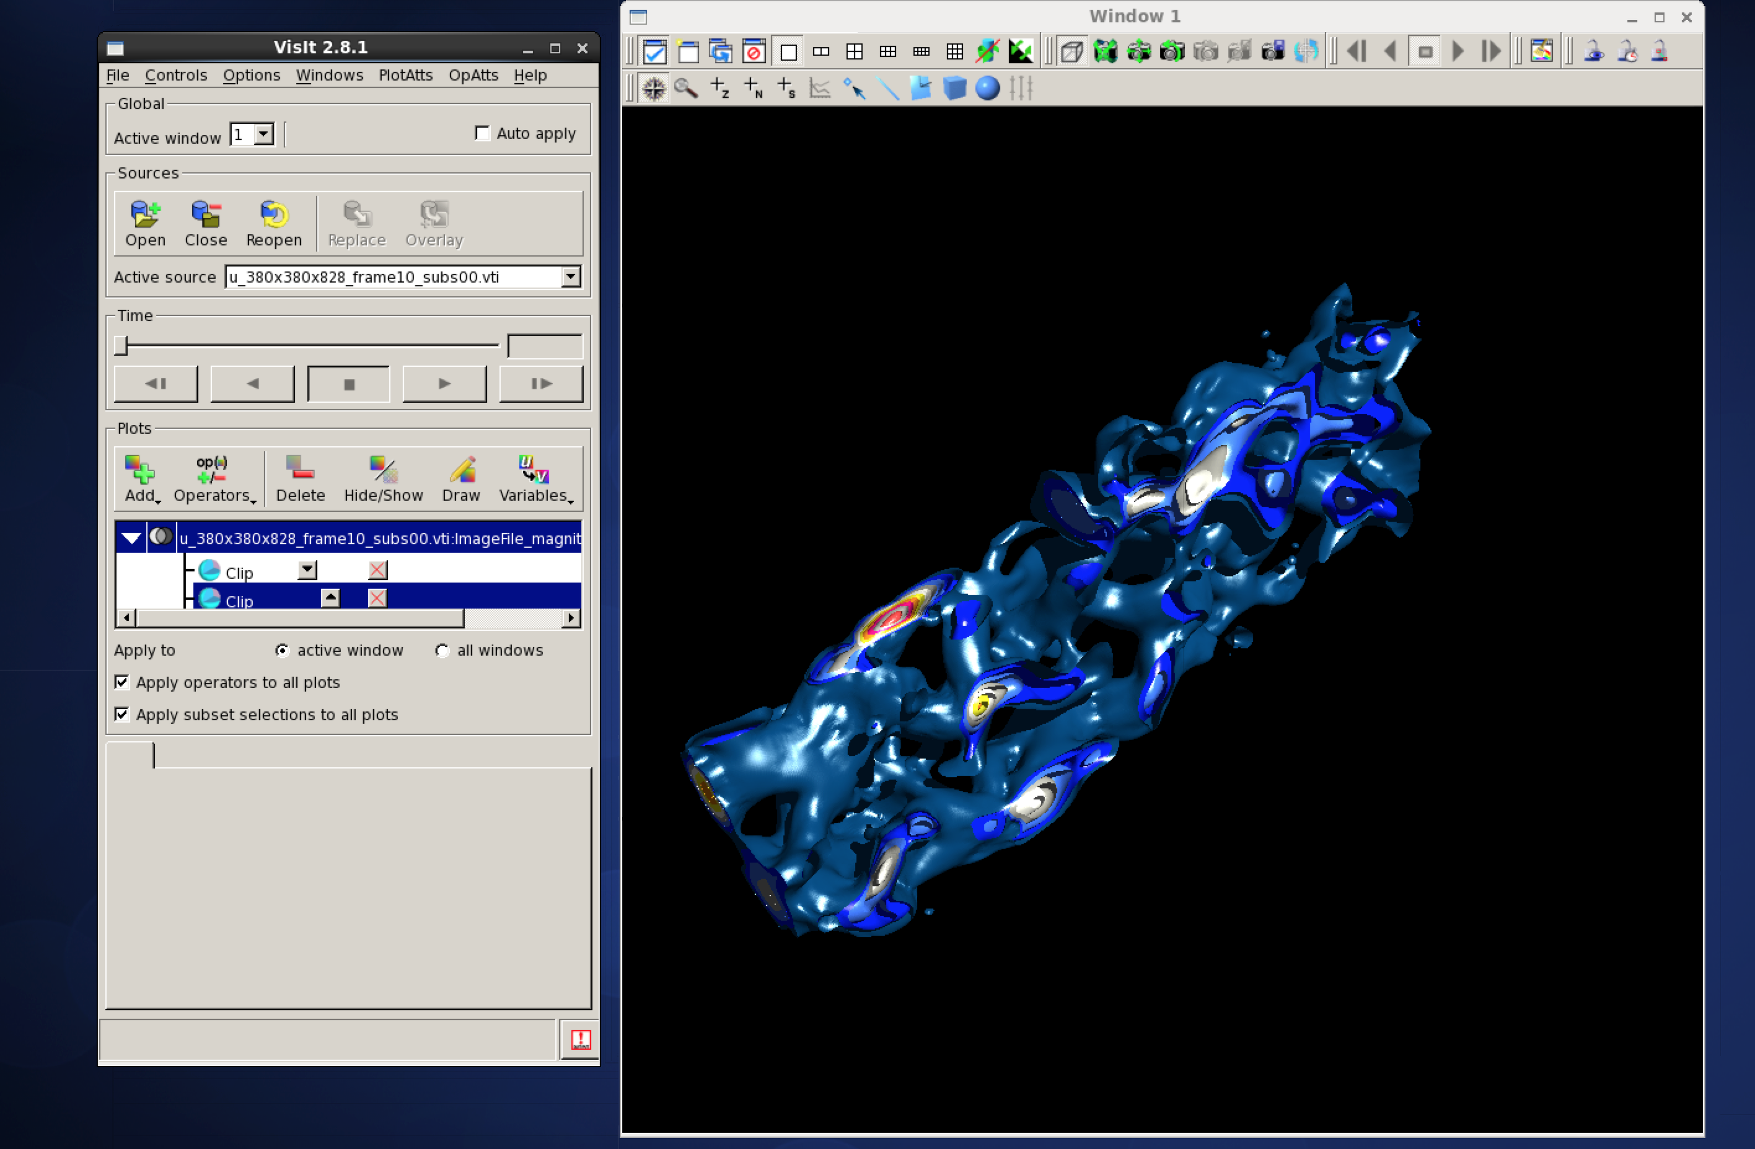 VisIt 2.8.1
File Controls Options Windows PlotAtts OpAtts Help
Global
Active window 1 Auto apply
Sources
Open Close Reopen Replace Overlay
Active source u_380x380x828_frame10_subs00.vti
Time
Plots
op(·)
+/-
u
v
Add Operators Delete Hide/Show Draw Variables
u_380x380x828_frame10_subs00.vti:ImageFile_magnit
Clip
Clip
Apply to active window all windows
Apply operators to all plots
Apply subset selections to all plots
Window 1
Z N S